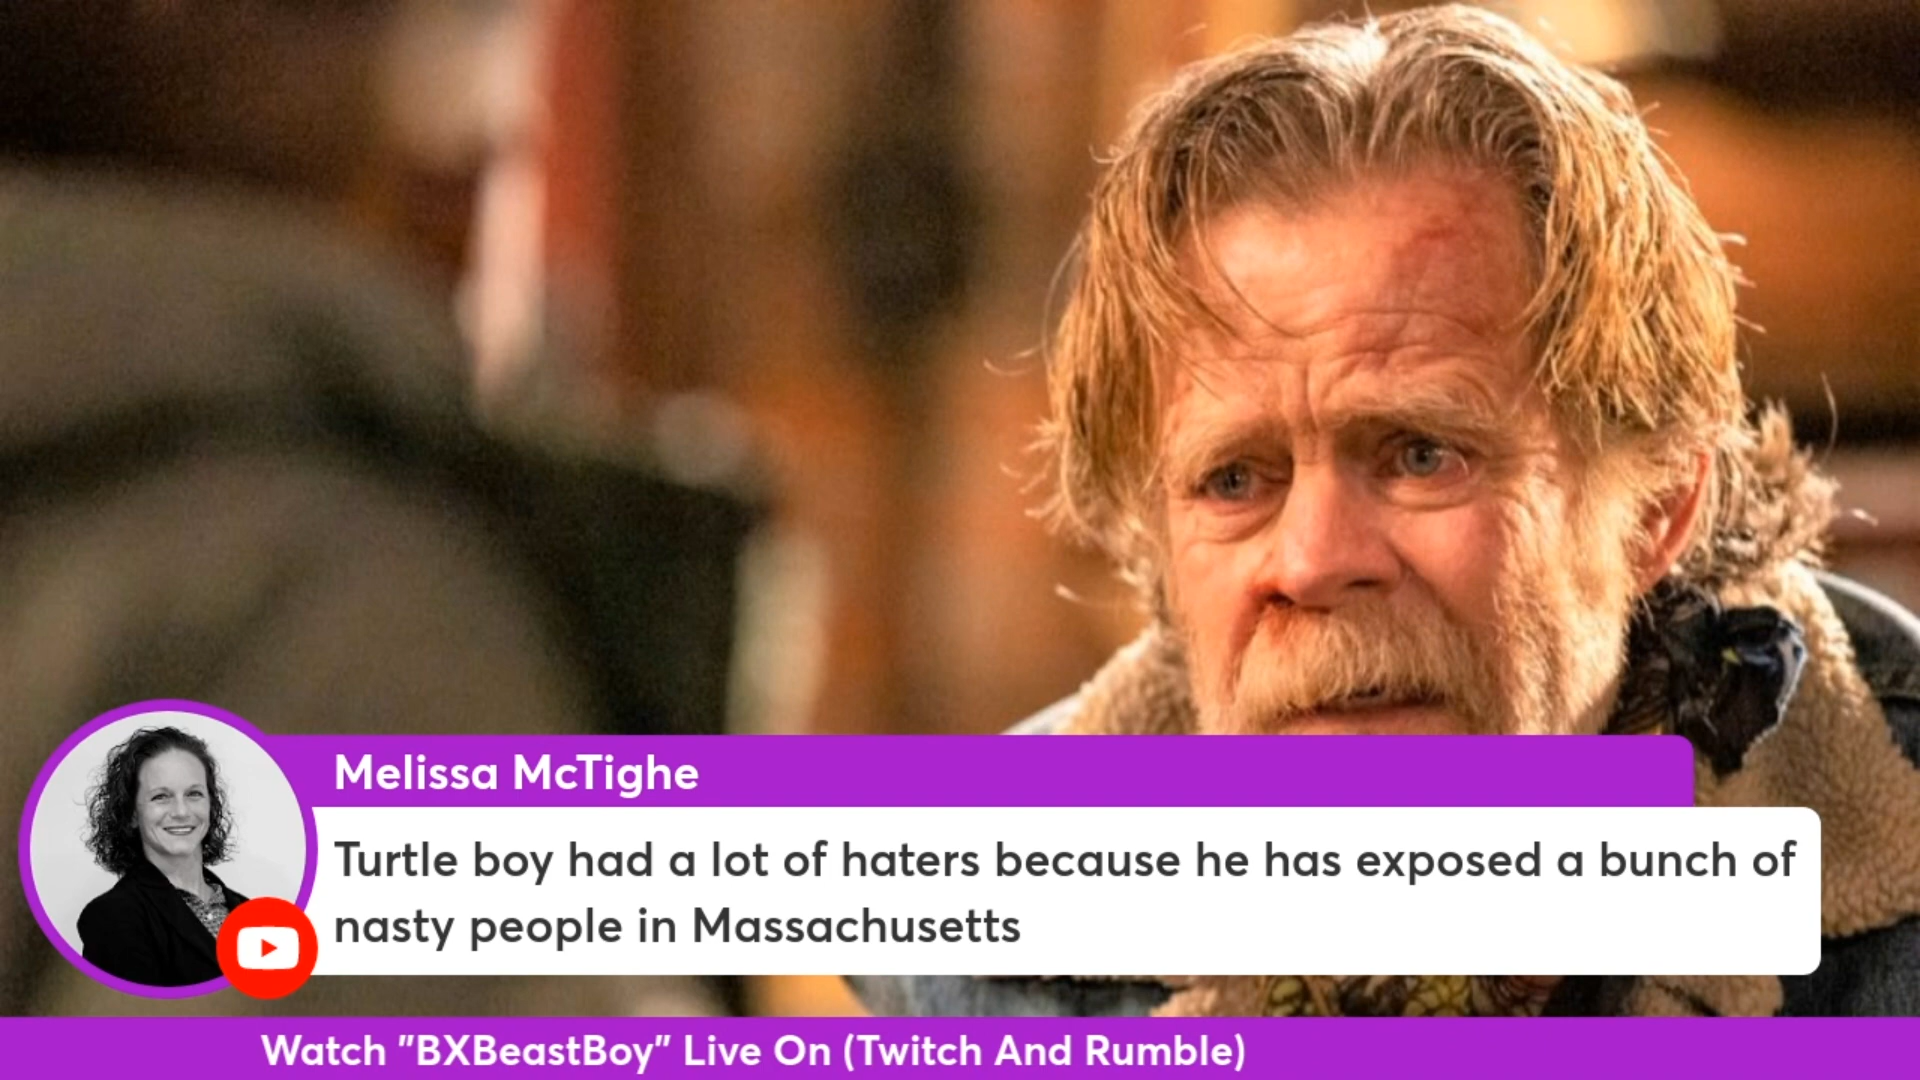 Melissa McTighe
Turtle boy had a lot of haters because he has exposed a bunch of
nasty people in Massachusetts
Watch "BXBeastBoy" Live On (Twitch And Rumble)